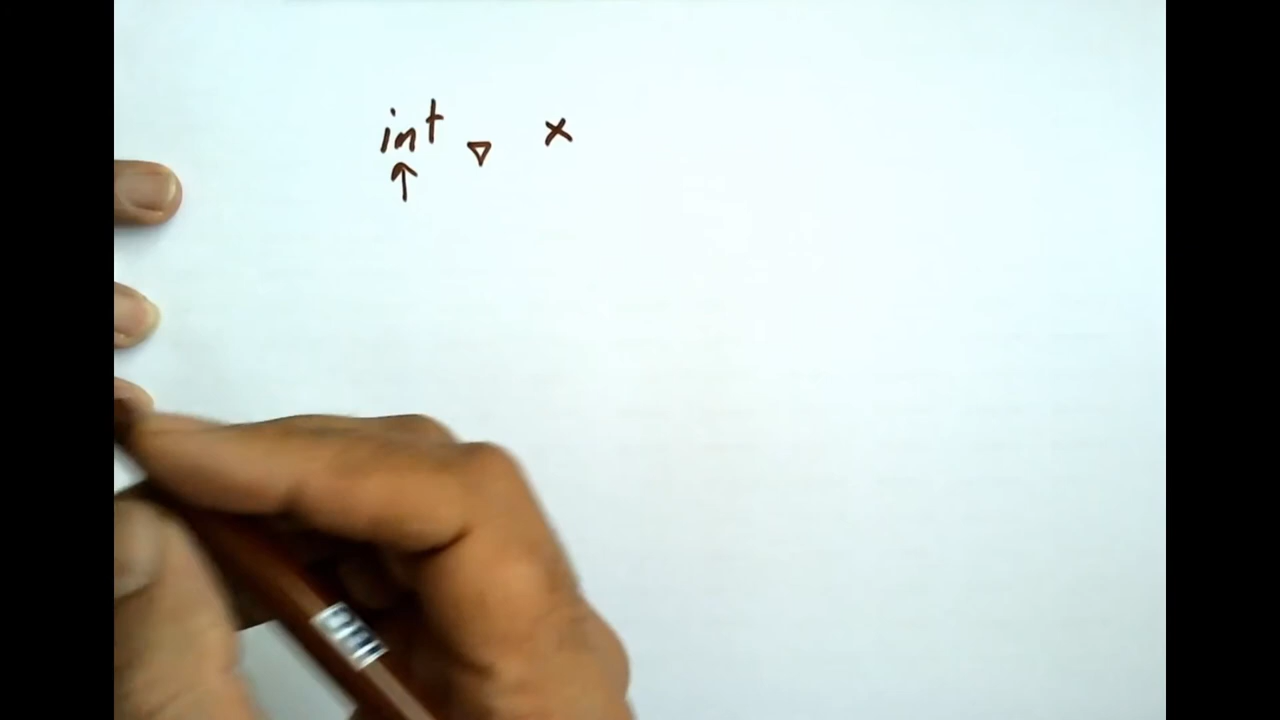 int ▽ x
↑